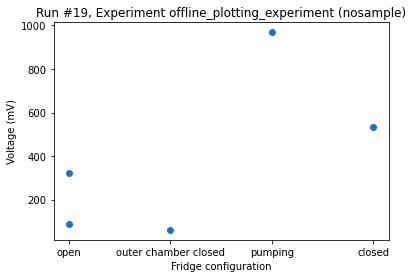 Run #19, Experiment offline_plotting_experiment (nosample)
1000
800
600
400
200
Voltage (mV)
open
outer chamber closed
pumping
closed
Fridge configuration